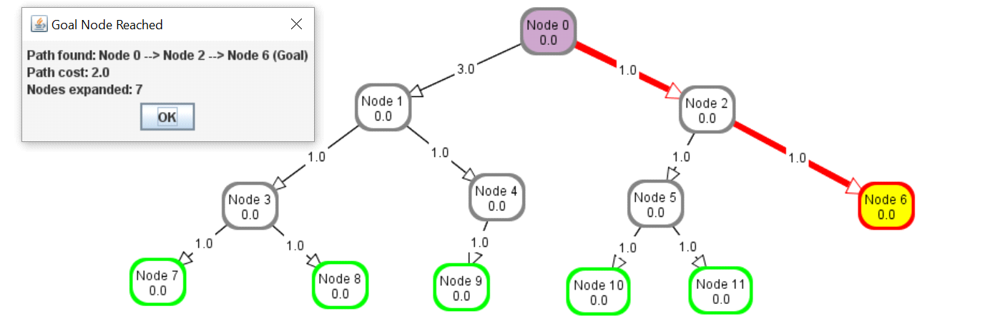 Goal Node Reached
Path found: Node 0 --> Node 2 --> Node 6 (Goal)
Path cost: 2.0
Nodes expanded: 7
OK
Node 0
0.0
3.0
1.0
Node 1
0.0
Node 2
0.0
1.0
1.0
1.0
1.0
Node 3
0.0
Node 4
0.0
Node 5
0.0
Node 6
0.0
1.0
1.0
1.0
1.0
1.0
Node 7
0.0
Node 8
0.0
Node 9
0.0
Node 10
0.0
Node 11
0.0